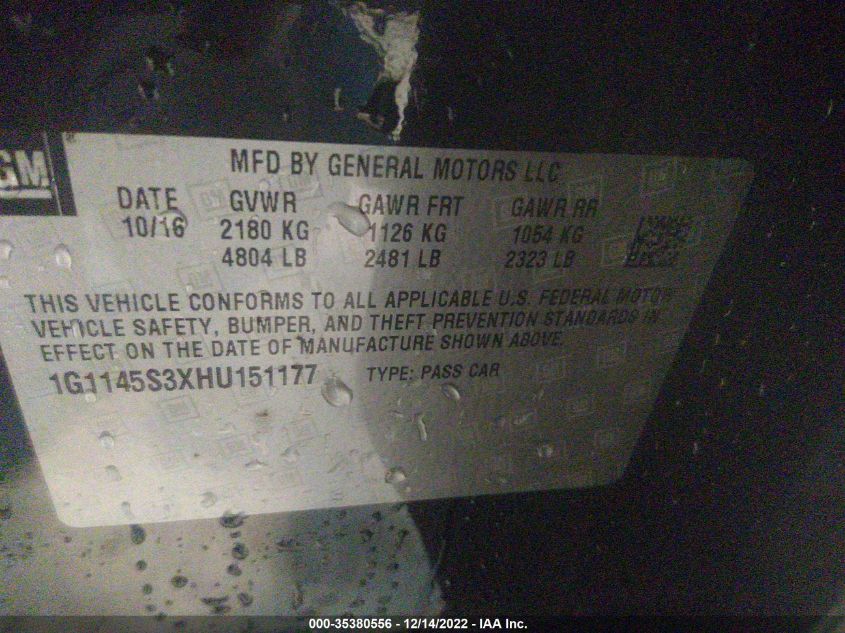 GM
MFD BY GENERAL MOTORS LLC
DATE GVWR GAWR FRT GAWR RR
10/16 2180 KG 1126 KG 1054 KG
4804 LB 2481 LB 2323 LB
THIS VEHICLE CONFORMS TO ALL APPLICABLE U.S. FEDERAL MOTOR
VEHICLE SAFETY, BUMPER, AND THEFT PREVENTION STANDARDS IN
EFFECT ON THE DATE OF MANUFACTURE SHOWN ABOVE.
1G1145S3XHU151177 TYPE: PASS CAR
000-35380556 - 12/14/2022 - IAA Inc.